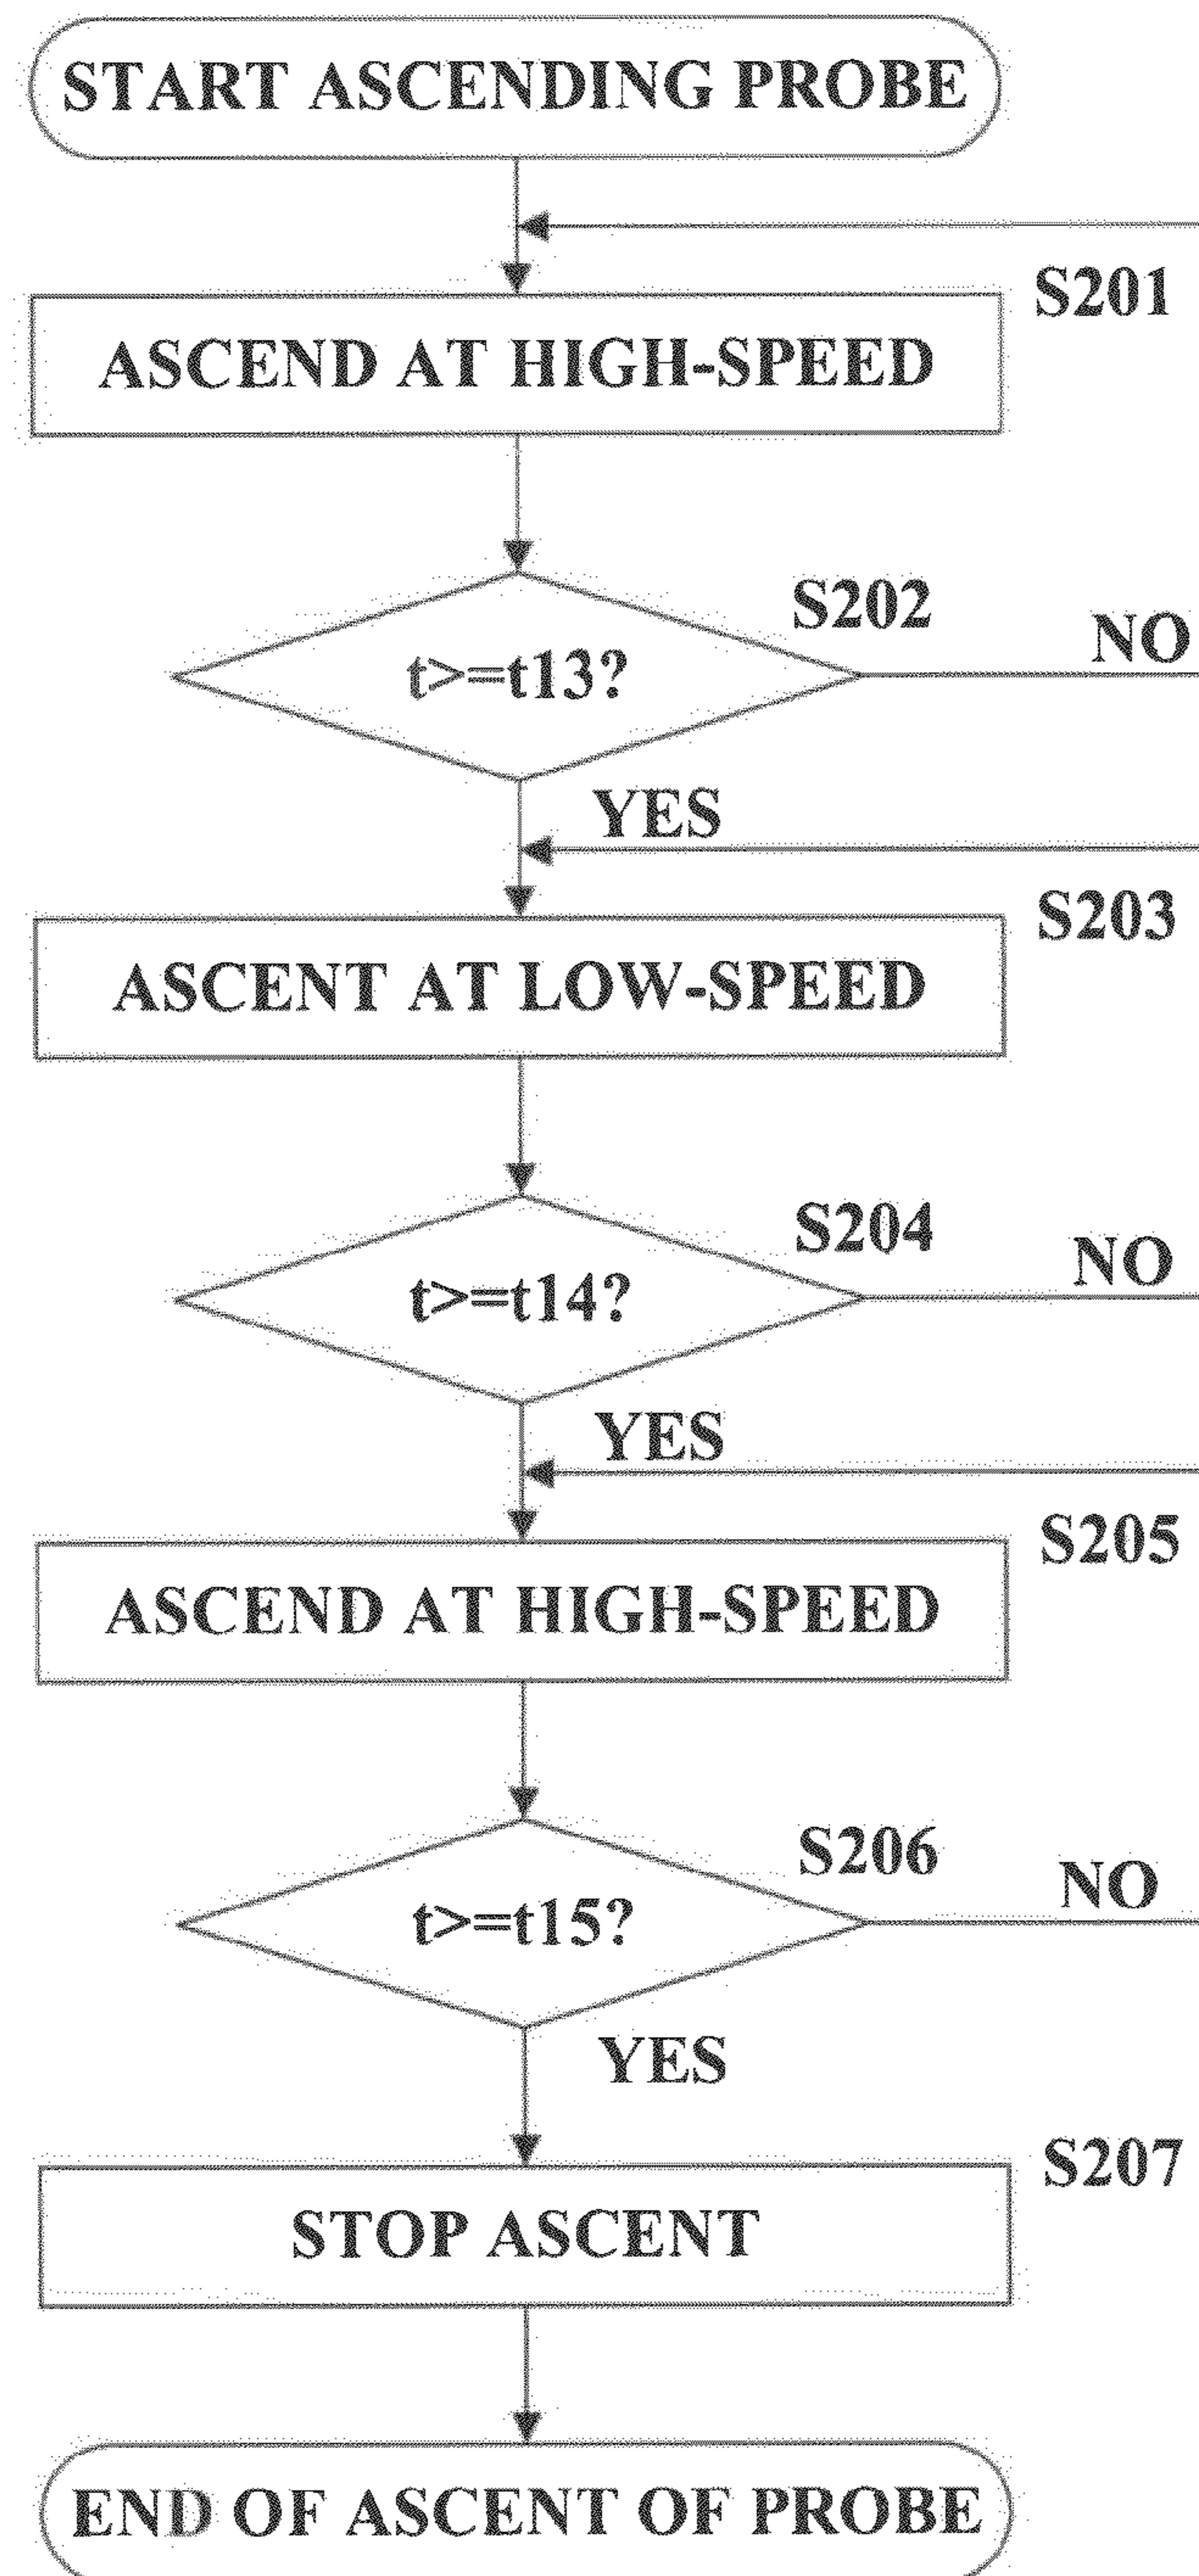 START ASCENDING PROBE
S201
ASCEND AT HIGH-SPEED
S202
NO
t>=t13?
YES
S203
ASCENT AT LOW-SPEED
S204
NO
t>=t14?
YES
S205
ASCEND AT HIGH-SPEED
S206
NO
t>=t15?
YES
S207
STOP ASCENT
END OF ASCENT OF PROBE